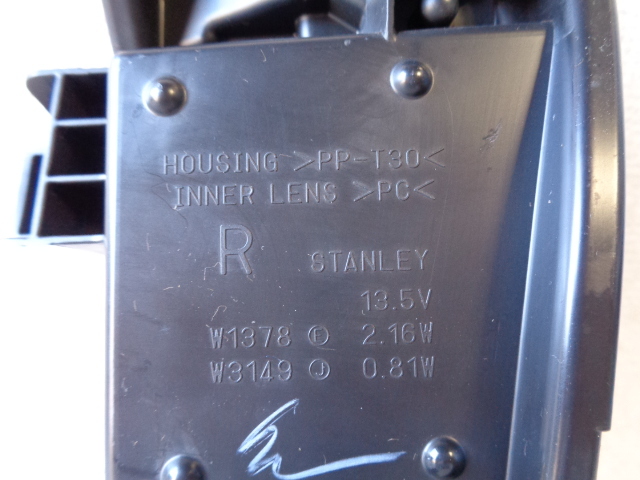 HOUSING >PP-T30<
INNER LENS >PC<
R STANLEY
13.5V
W1378 Ⓔ 2.16W
W3149 Ⓙ 0.81W